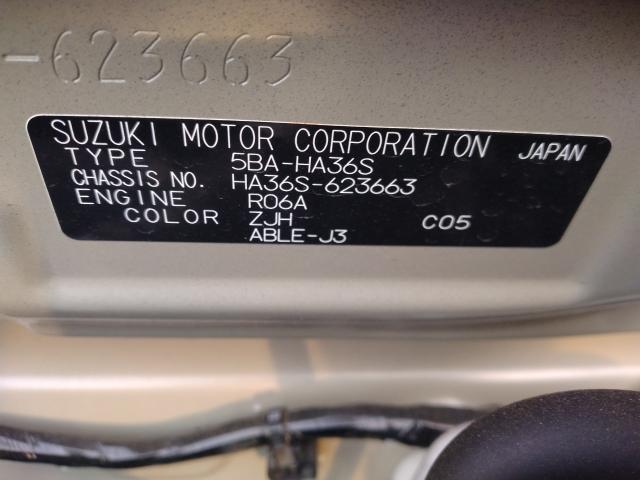 -623663
SUZUKI MOTOR CORPORATION JAPAN
TYPE 5BA-HA36S
CHASSIS NO. HA36S-623663
ENGINE R06A
COLOR ZJH C05
ABLE-J3